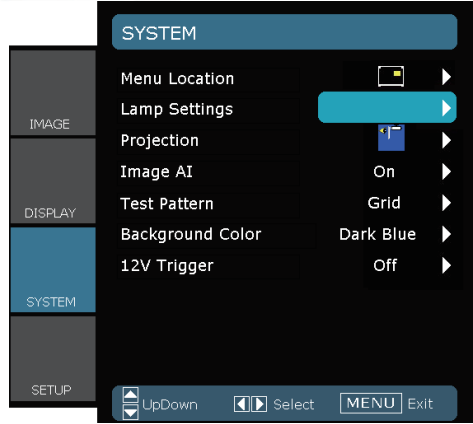 SYSTEM
Menu Location
Lamp Settings
Projection
Image AI On
Test Pattern Grid
Background Color Dark Blue
12V Trigger Off
IMAGE
DISPLAY
SYSTEM
SETUP
UpDown Select MENU Exit